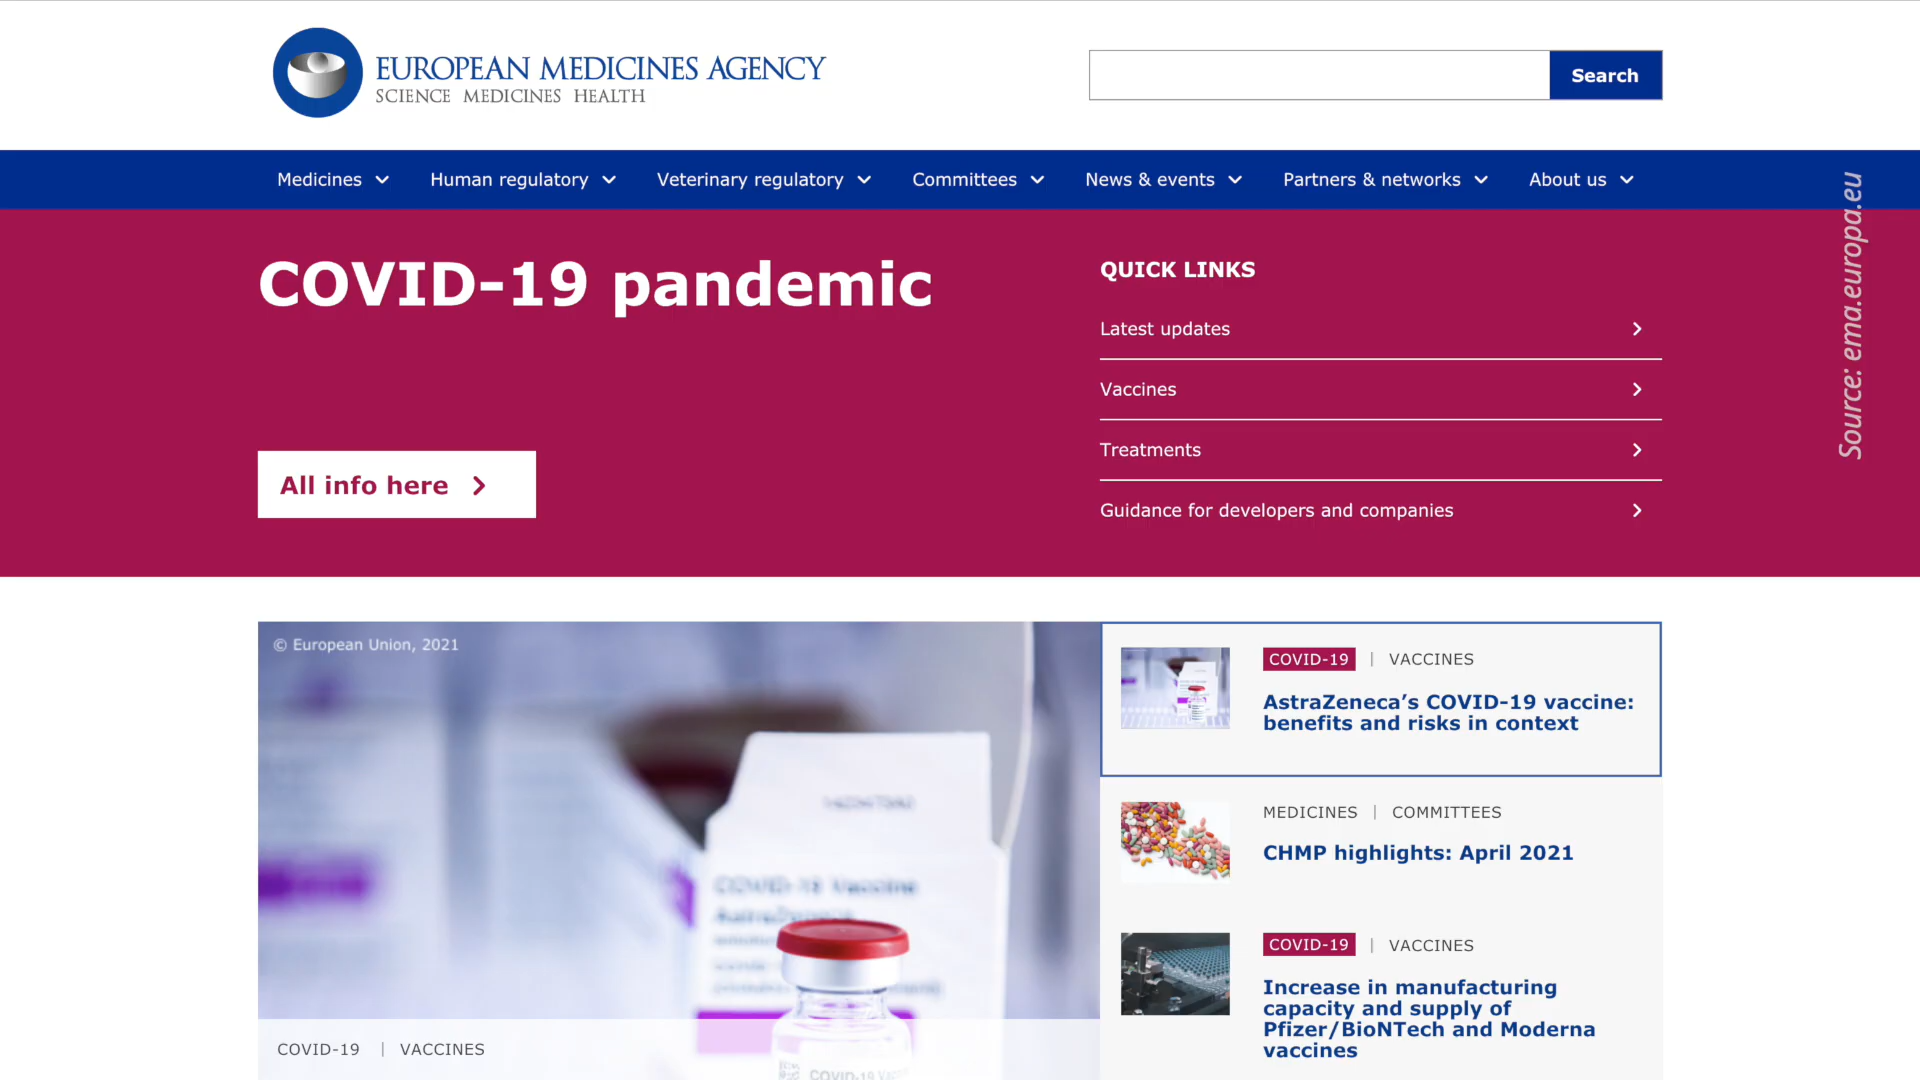 EUROPEAN MEDICINES AGENCY
SCIENCE MEDICINES HEALTH
Search
Medicines
Human regulatory
Veterinary regulatory
Committees
News & events
Partners & networks
About us
Source: ema.europa.eu
COVID-19 pandemic
All info here
QUICK LINKS
Latest updates
Vaccines
Treatments
Guidance for developers and companies
© European Union, 2021
COVID-19 Vaccine
AstraZeneca
COVID-19 | VACCINES
COVID-19 | VACCINES
AstraZeneca’s COVID-19 vaccine:
benefits and risks in context
MEDICINES | COMMITTEES
CHMP highlights: April 2021
COVID-19 | VACCINES
Increase in manufacturing
capacity and supply of
Pfizer/BioNTech and Moderna
vaccines